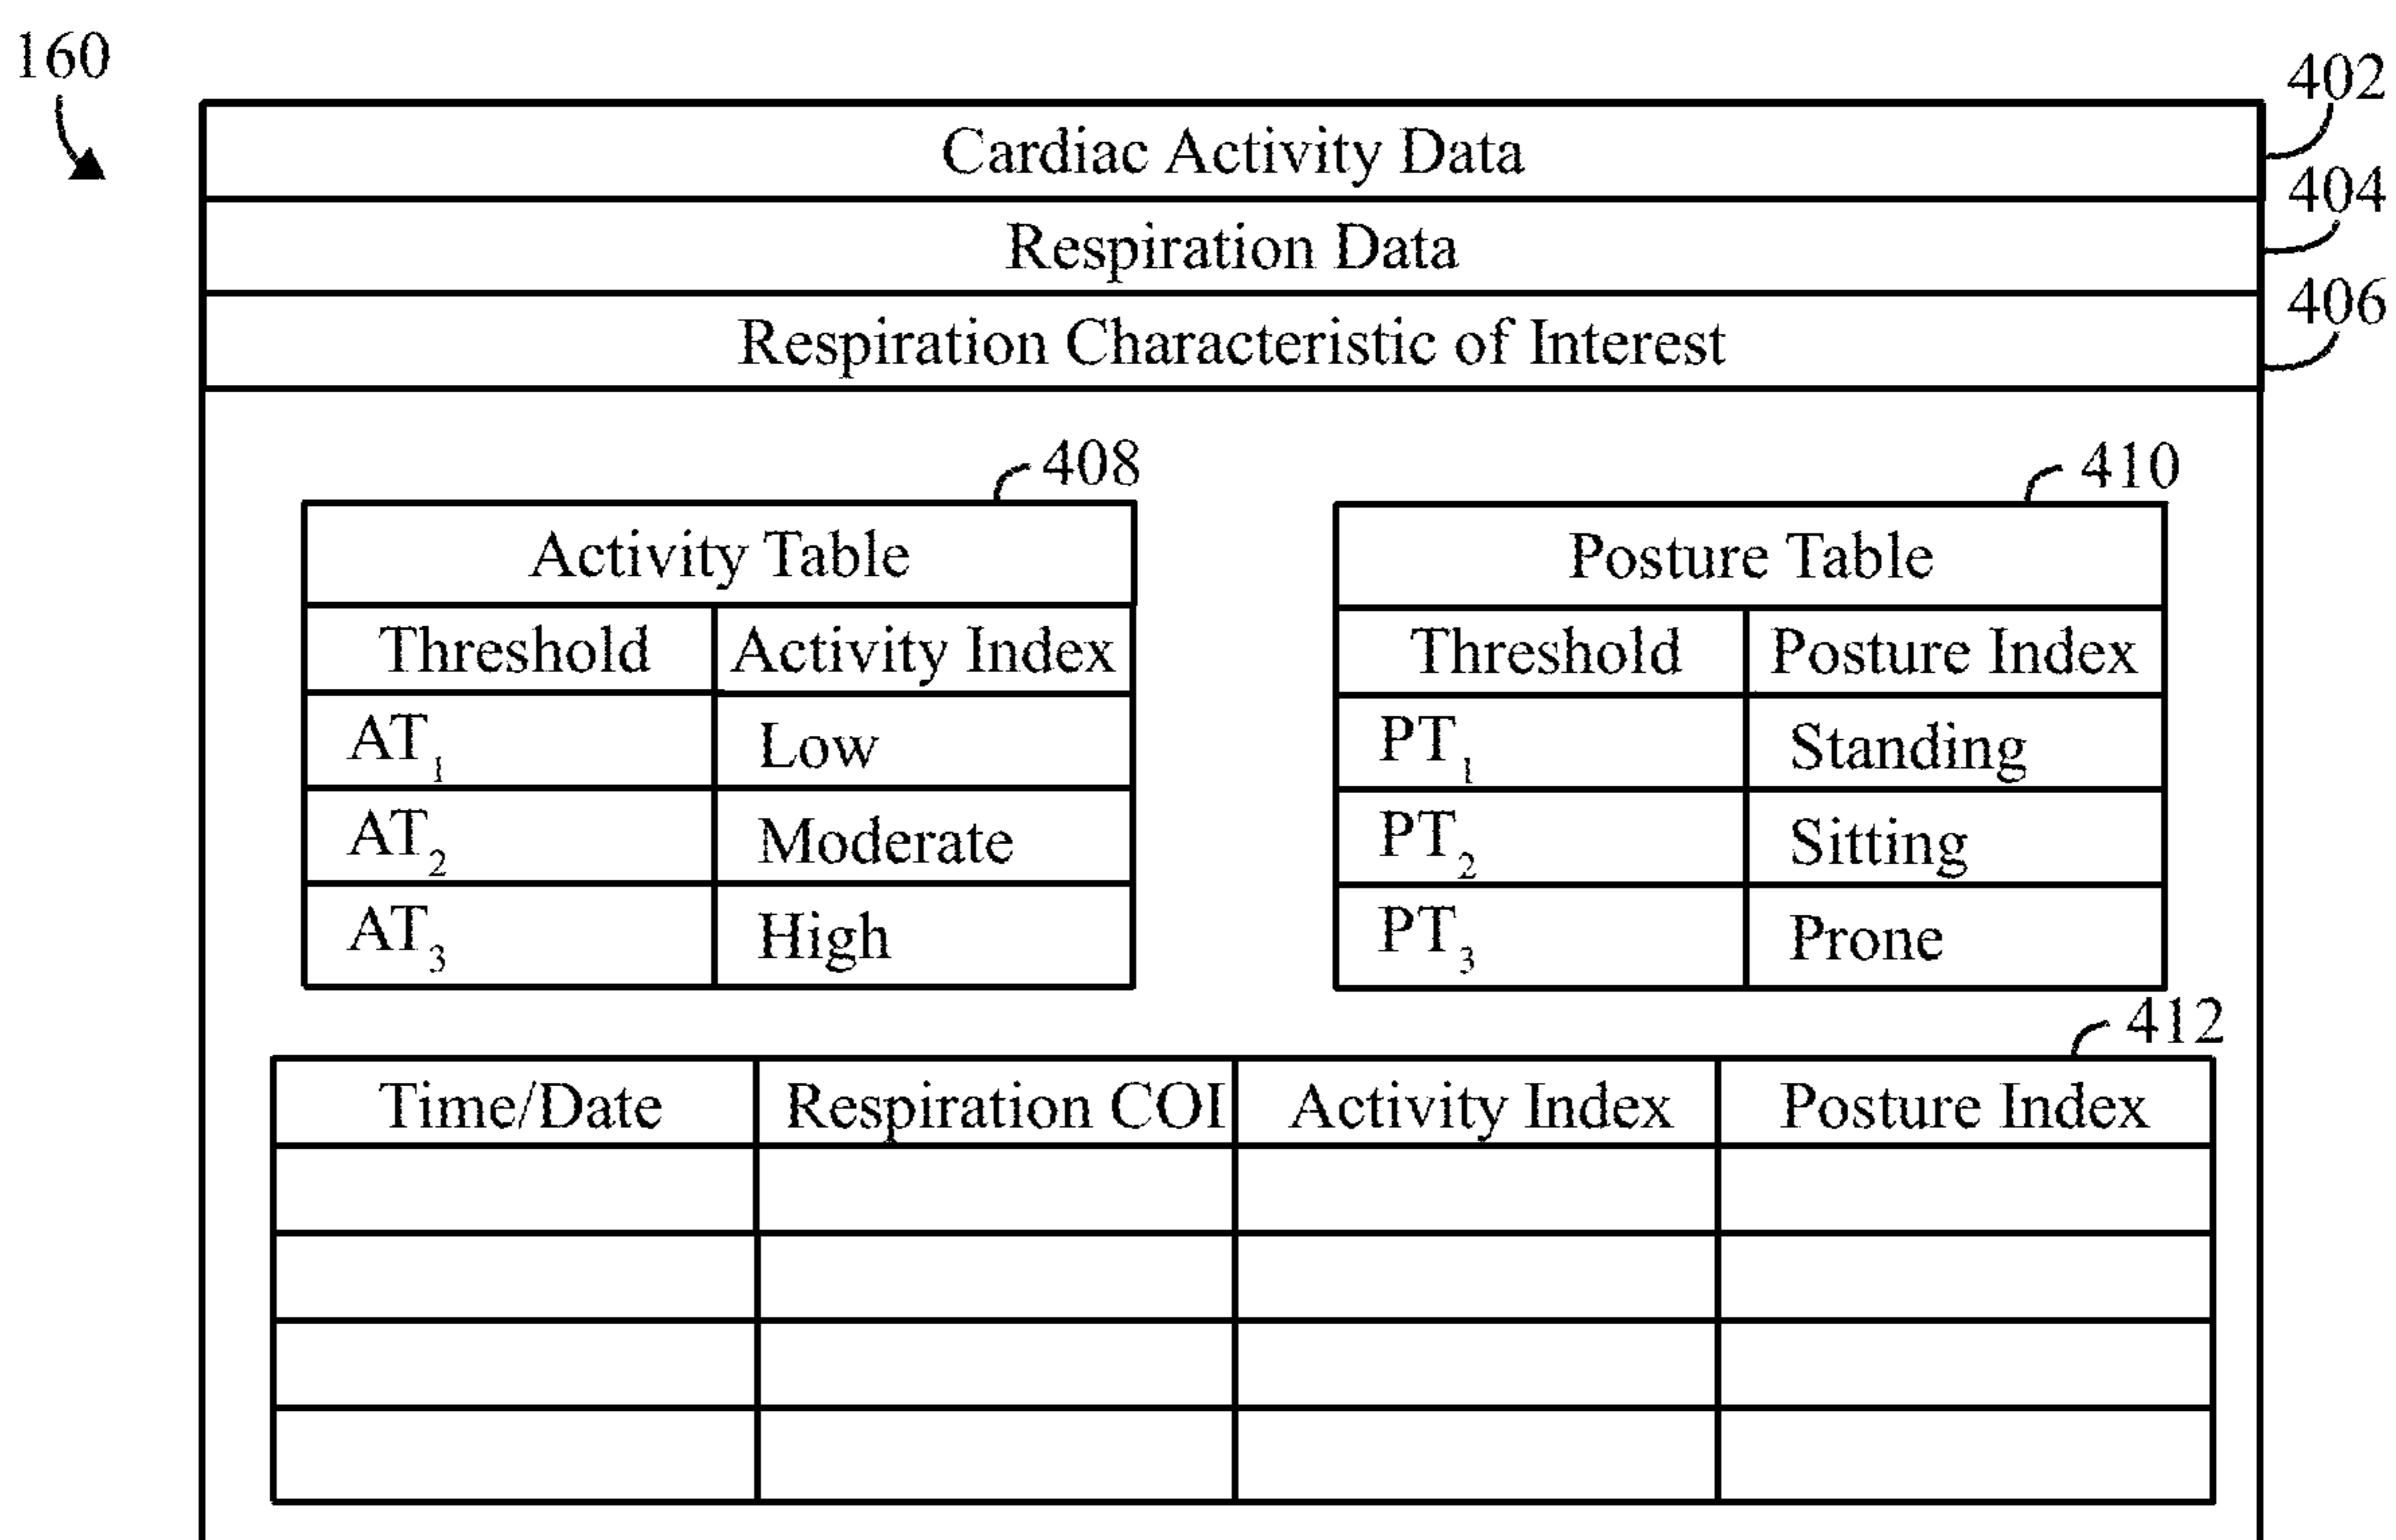 160
402
Cardiac Activity Data
404
Respiration Data
406
Respiration Characteristic of Interest
408
Activity Table
Threshold Activity Index
AT1 Low
AT2 Moderate
AT3 High
410
Posture Table
Threshold Posture Index
PT1 Standing
PT2 Sitting
PT3 Prone
412
Time/Date Respiration COI Activity Index Posture Index